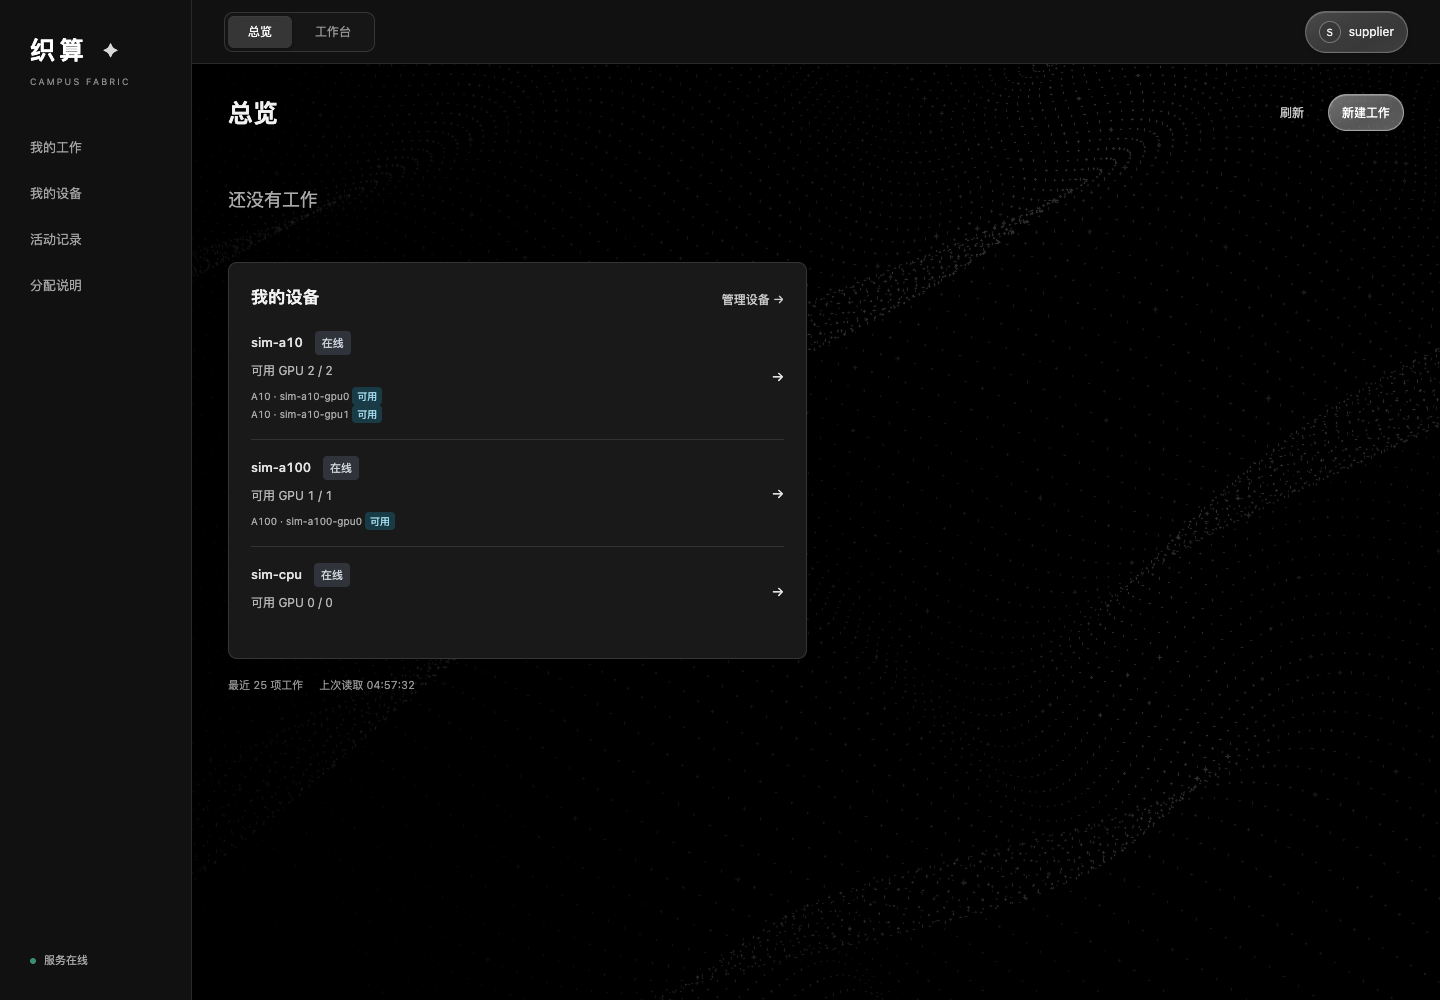 织算
CAMPUS FABRIC
我的工作
我的设备
活动记录
分配说明
服务在线
总览 工作台
S supplier
总览
刷新 新建工作
还没有工作
我的设备 管理设备 →
sim-a10 在线
可用 GPU 2 / 2
A10 · sim-a10-gpu0 可用
A10 · sim-a10-gpu1 可用
→
sim-a100 在线
可用 GPU 1 / 1
A100 · sim-a100-gpu0 可用
→
sim-cpu 在线
可用 GPU 0 / 0
→
最近 25 项工作 上次读取 04:57:32